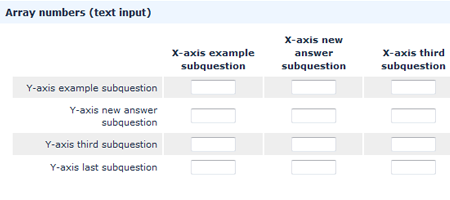 Array numbers (text input)
X-axis example
subquestion
X-axis new
answer
subquestion
X-axis third
subquestion
Y-axis example subquestion
Y-axis new answer
subquestion
Y-axis third subquestion
Y-axis last subquestion